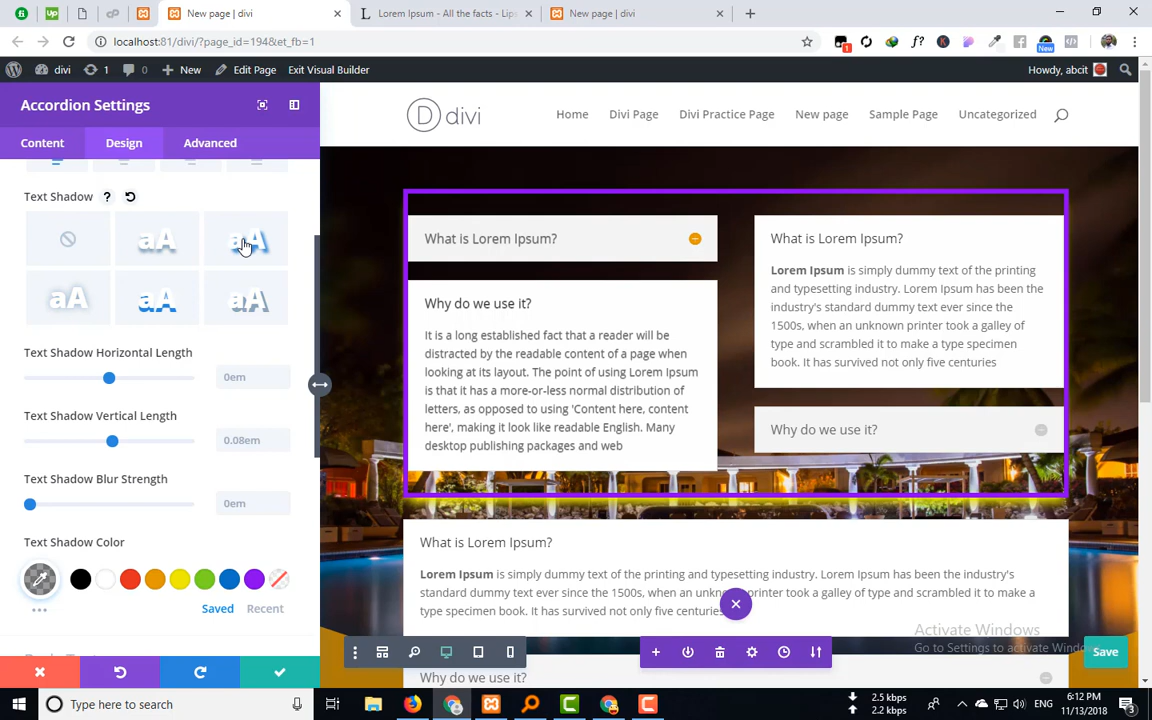 New page | divi
Lorem Ipsum - All the facts - Lips
New page | divi
localhost:81/divi/?page_id=194&et_fb=1
1
f?
K
New
divi
1
0
New
Edit Page
Exit Visual Builder
Howdy, abcit
Accordion Settings
Content
Design
Advanced
Text Shadow
?
aA
aA
aA
aA
aA
Text Shadow Horizontal Length
0em
Text Shadow Vertical Length
0.08em
Text Shadow Blur Strength
0em
Text Shadow Color
Saved
Recent
D divi
Home
Divi Page
Divi Practice Page
New page
Sample Page
Uncategorized
What is Lorem Ipsum?
Why do we use it?
It is a long established fact that a reader will be
distracted by the readable content of a page when
looking at its layout. The point of using Lorem Ipsum
is that it has a more-or-less normal distribution of
letters, as opposed to using 'Content here, content
here', making it look like readable English. Many
desktop publishing packages and web
What is Lorem Ipsum?
Lorem Ipsum is simply dummy text of the printing
and typesetting industry. Lorem Ipsum has been the
industry's standard dummy text ever since the
1500s, when an unknown printer took a galley of
type and scrambled it to make a type specimen
book. It has survived not only five centuries
Why do we use it?
What is Lorem Ipsum?
Lorem Ipsum is simply dummy text of the printing and typesetting industry. Lorem Ipsum has been the industry's
standard dummy text ever since the 1500s, when an unknown printer took a galley of type and scrambled it to make a
type specimen book. It has survived not only five centuries
Why do we use it?
Activate Windows
Go to Settings to activate Windows
Save
Type here to search
2.5 kbps
2.2 kbps
ENG
6:12 PM
11/13/2018
3